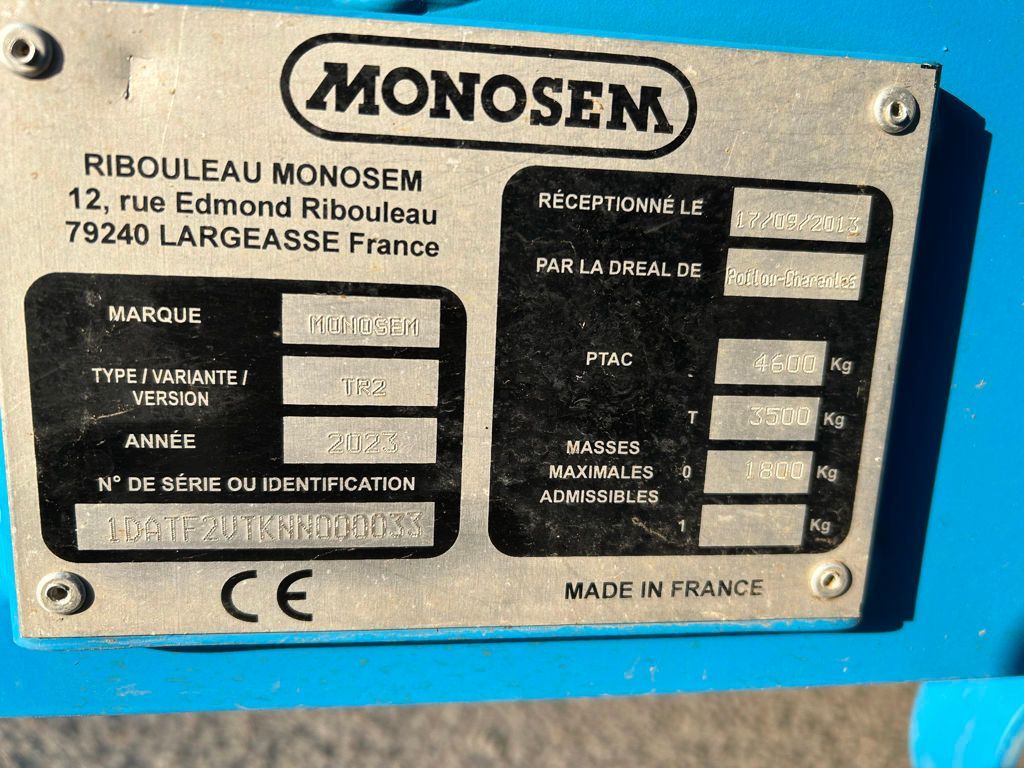 MONOSEM
RIBOULEAU MONOSEM
12, rue Edmond Ribouleau
79240 LARGEASSE France
MARQUE MONOSEM
TYPE / VARIANTE /
VERSION TR2
ANNÉE 2023
N° DE SÉRIE OU IDENTIFICATION
1DATF2VTKNN000033
CE
RÉCEPTIONNÉ LE 17/09/2013
PAR LA DREAL DE Poitou-Charentes
PTAC 4600 Kg
T 3500 Kg
MASSES
MAXIMALES 0 1800 Kg
ADMISSIBLES
1 Kg
MADE IN FRANCE